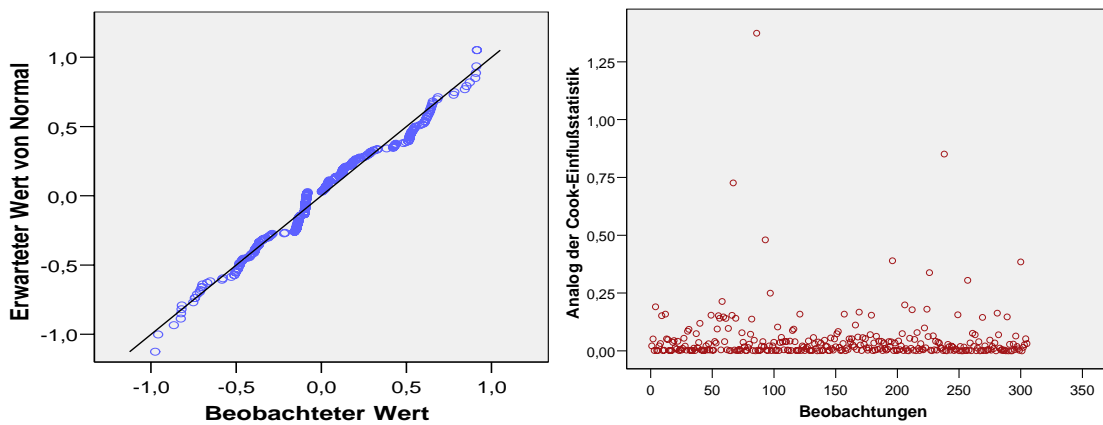 Erwarteter Wert von Normal
1,0
0,5
0,0
-0,5
-1,0
-1,0 -0,5 0,0 0,5 1,0
Beobachteter Wert
Analog der Cook-Einflußstatistik
1,25
1,00
0,75
0,50
0,25
0,00
0 50 100 150 200 250 300 350
Beobachtungen